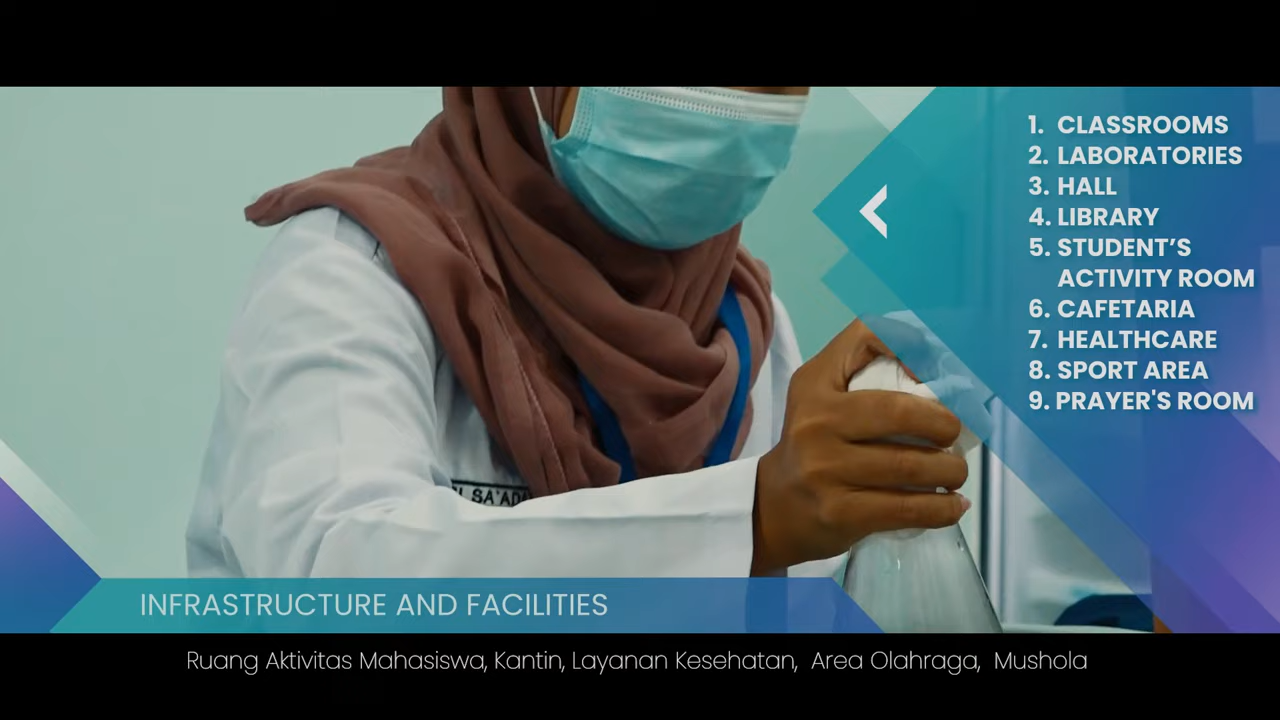 1. CLASSROOMS
2. LABORATORIES
3. HALL
4. LIBRARY
5. STUDENT’S
ACTIVITY ROOM
6. CAFETARIA
7. HEALTHCARE
8. SPORT AREA
9. PRAYER'S ROOM
INFRASTRUCTURE AND FACILITIES
Ruang Aktivitas Mahasiswa, Kantin, Layanan Kesehatan, Area Olahraga, Mushola